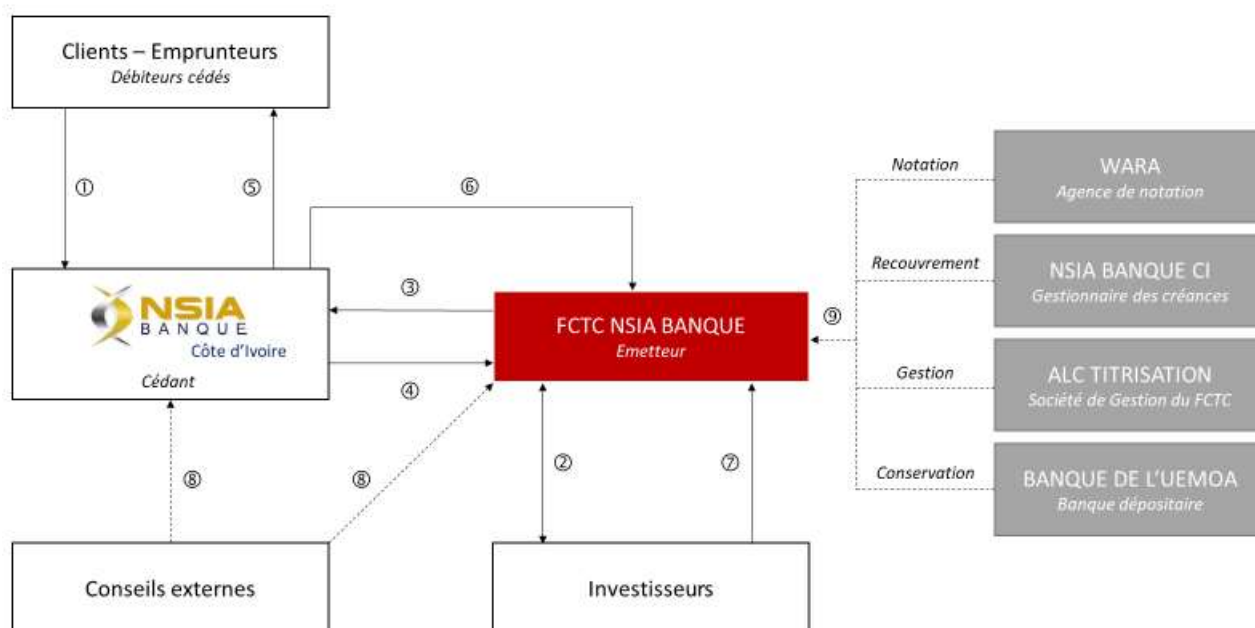 Clients – Emprunteurs
Débiteurs cédés
①
⑤
⑥
NSIA
BANQUE
Côte d'Ivoire
Cédant
③
④
FCTC NSIA BANQUE
Emetteur
⑨
Notation
WARA
Agence de notation
Recouvrement
NSIA BANQUE CI
Gestionnaire des créances
Gestion
ALC TITRISATION
Société de Gestion du FCTC
Conservation
BANQUE DE L'UEMOA
Banque dépositaire
⑧
⑧
②
⑦
Conseils externes
Investisseurs